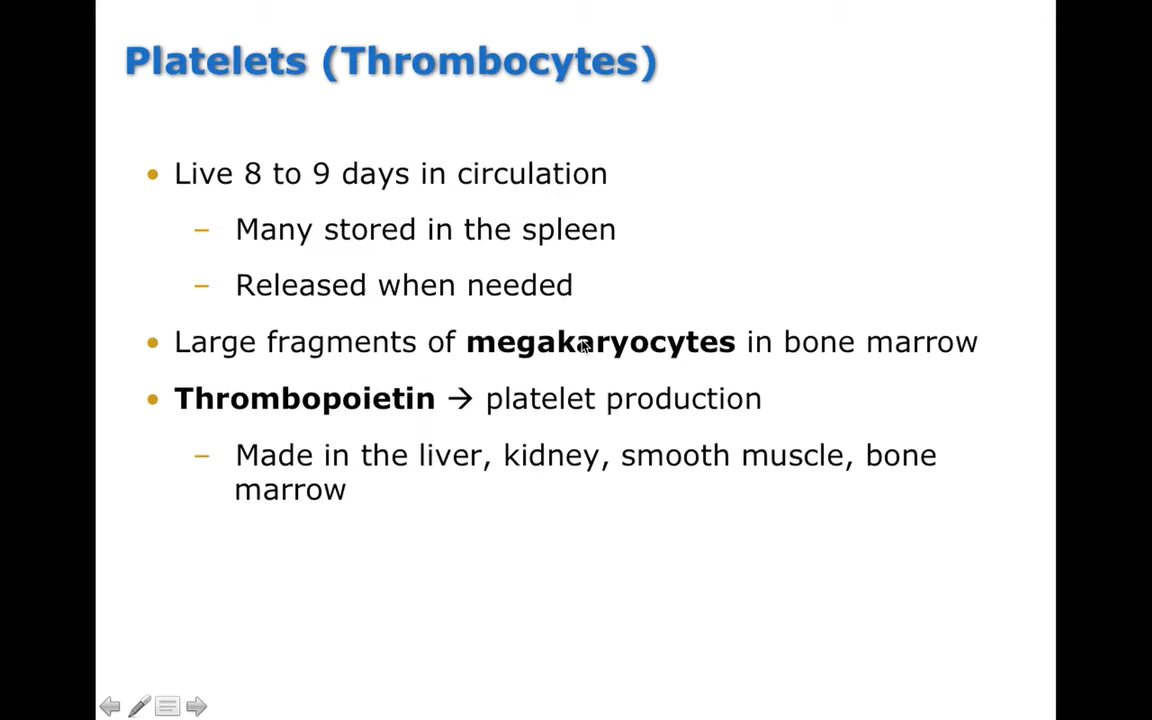 Platelets (Thrombocytes)
• Live 8 to 9 days in circulation
– Many stored in the spleen
– Released when needed
• Large fragments of megakaryocytes in bone marrow
• Thrombopoietin → platelet production
– Made in the liver, kidney, smooth muscle, bone
marrow